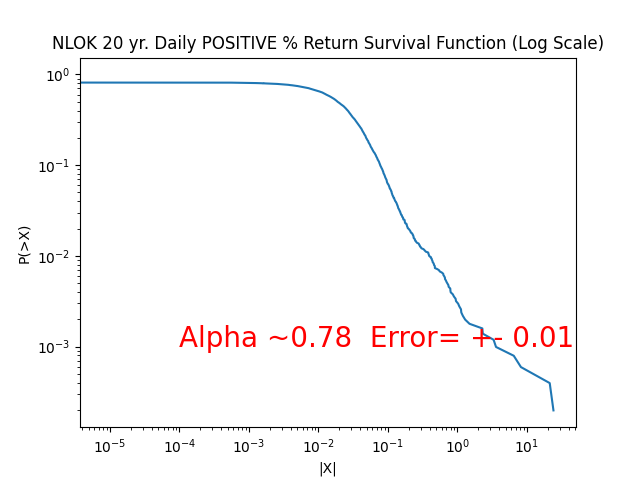 NLOK 20 yr. Daily POSITIVE % Return Survival Function (Log Scale)
10⁰
10⁻¹
10⁻²
10⁻³
P(>X)
Alpha ~0.78  Error= +- 0.01
10⁻⁵ 10⁻⁴ 10⁻³ 10⁻² 10⁻¹ 10⁰ 10¹
|X|